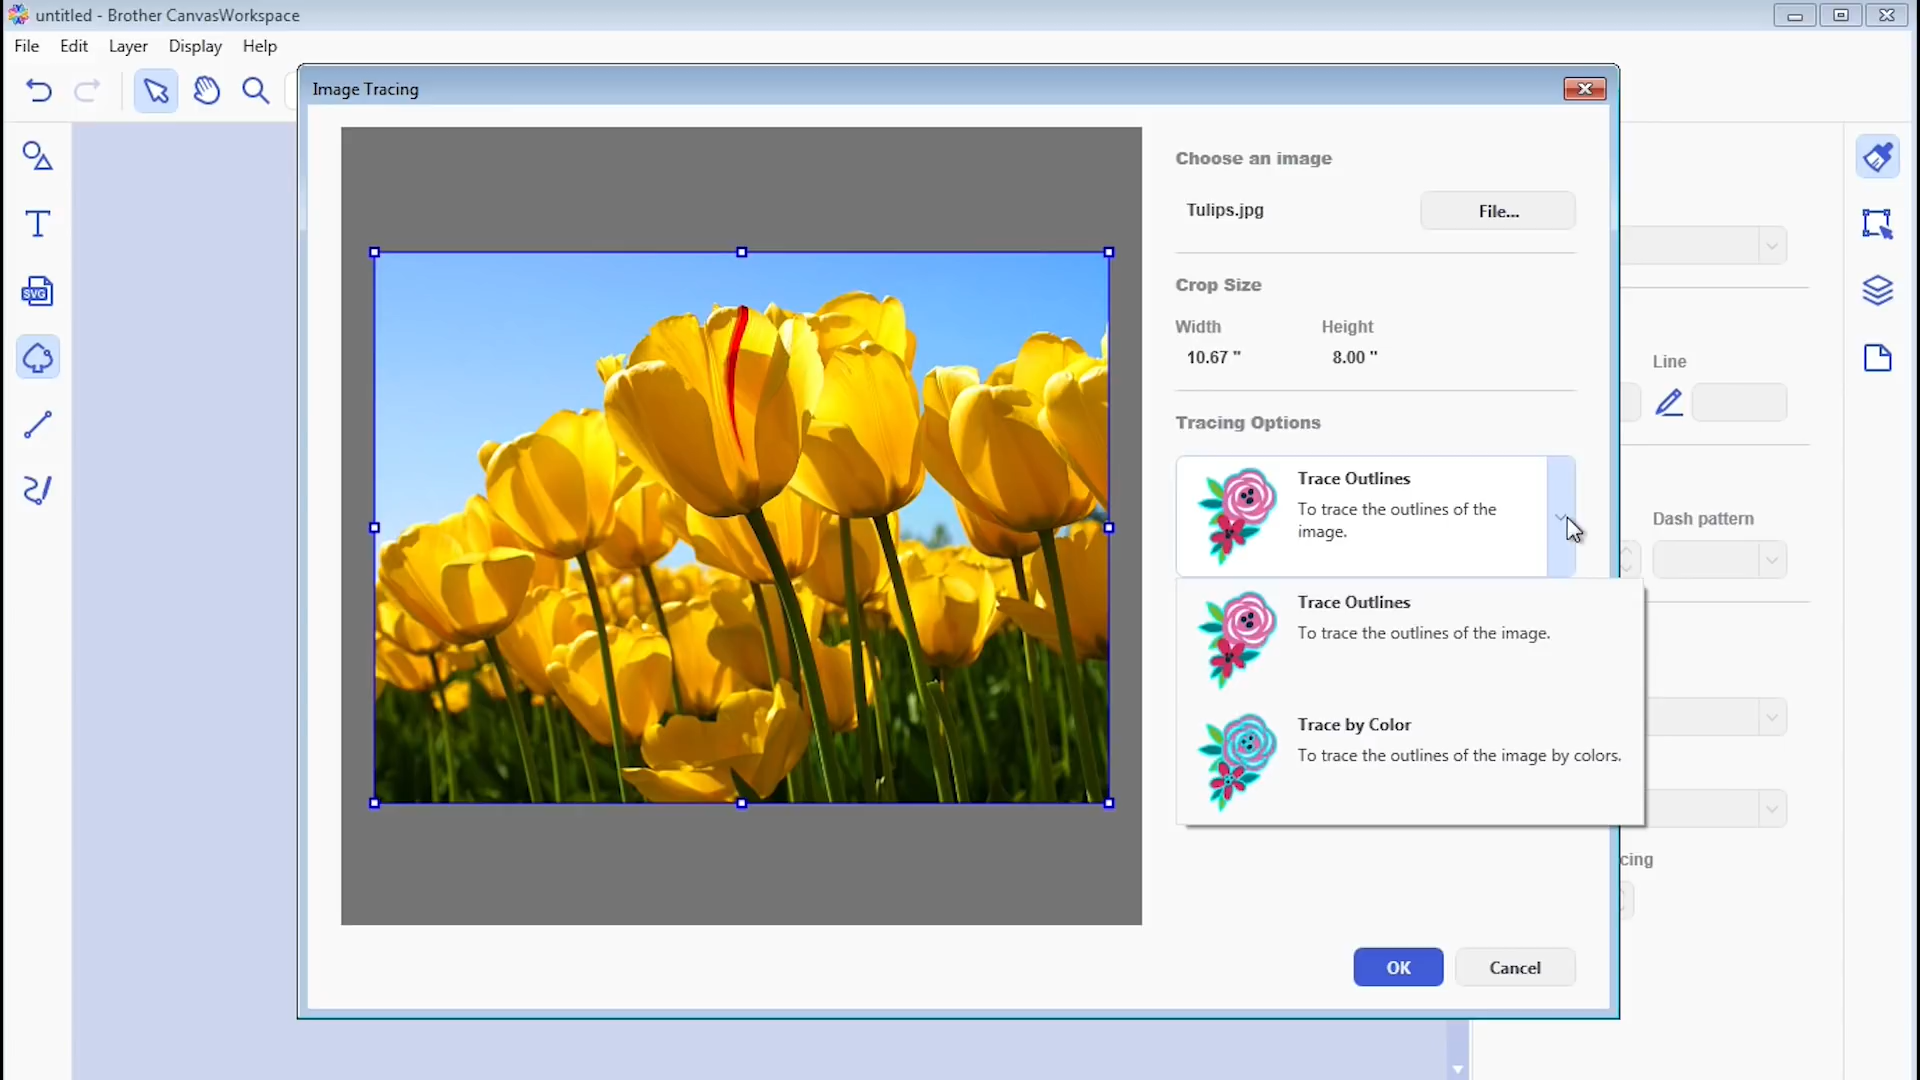 untitled - Brother CanvasWorkspace
File Edit Layer Display Help
Image Tracing
Choose an image
Tulips.jpg
File...
Crop Size
Width Height
10.67 " 8.00 "
Tracing Options
Trace Outlines
To trace the outlines of the
image.
Trace Outlines
To trace the outlines of the image.
Trace by Color
To trace the outlines of the image by colors.
OK Cancel
T
SVG
Line
Dash pattern
cing